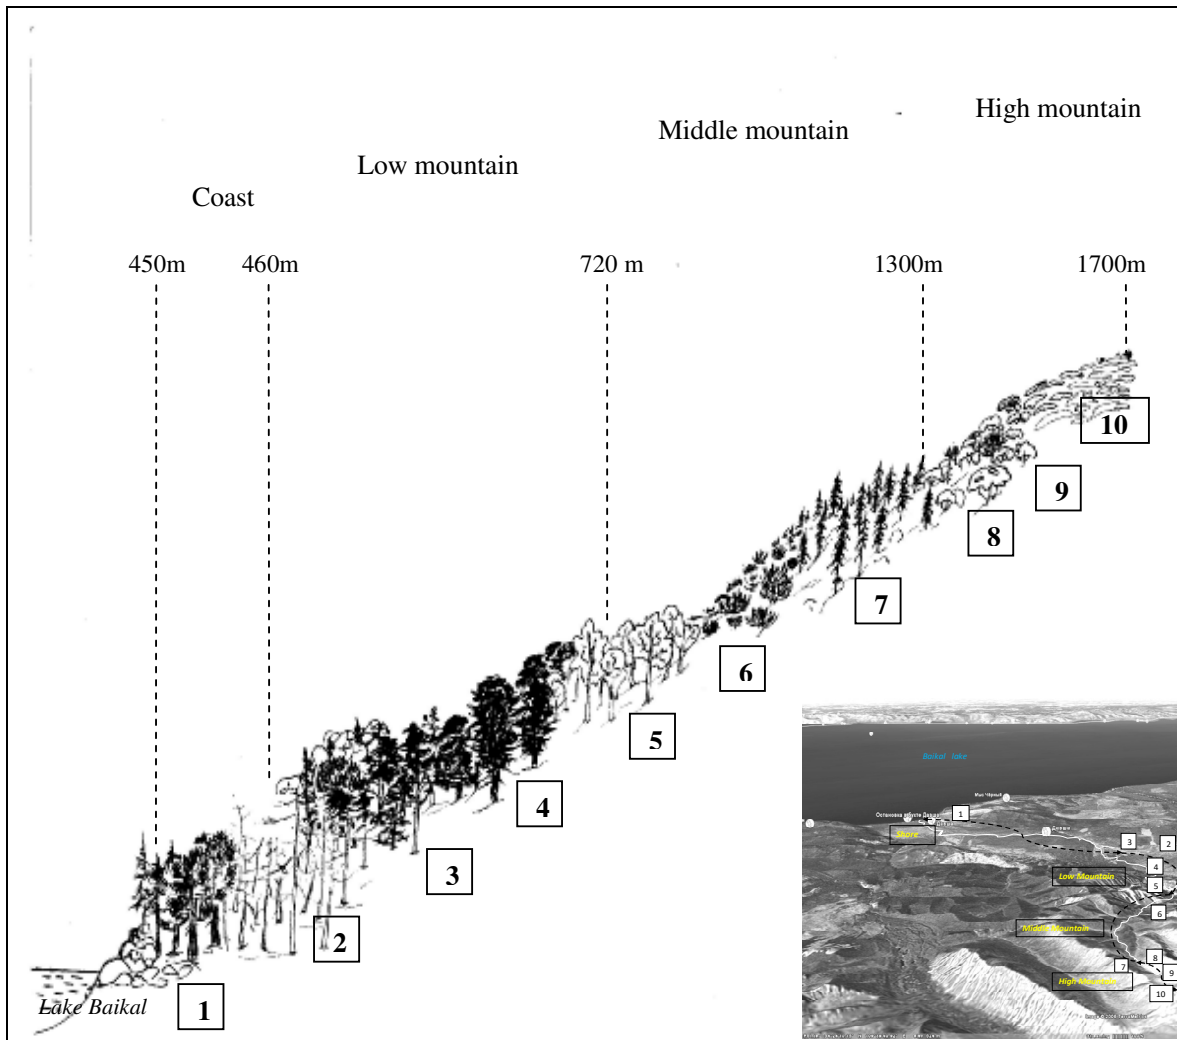 High mountain
Middle mountain
Low mountain
Coast
450m
460m
720 m
1300m
1700m
10
9
8
7
6
5
4
3
2
1
Lake Baikal
Baikal lake
Мыс Чёрный
1
Shore
3
2
4
Low Mountain
5
6
Middle Mountain
7
8
9
High Mountain
10